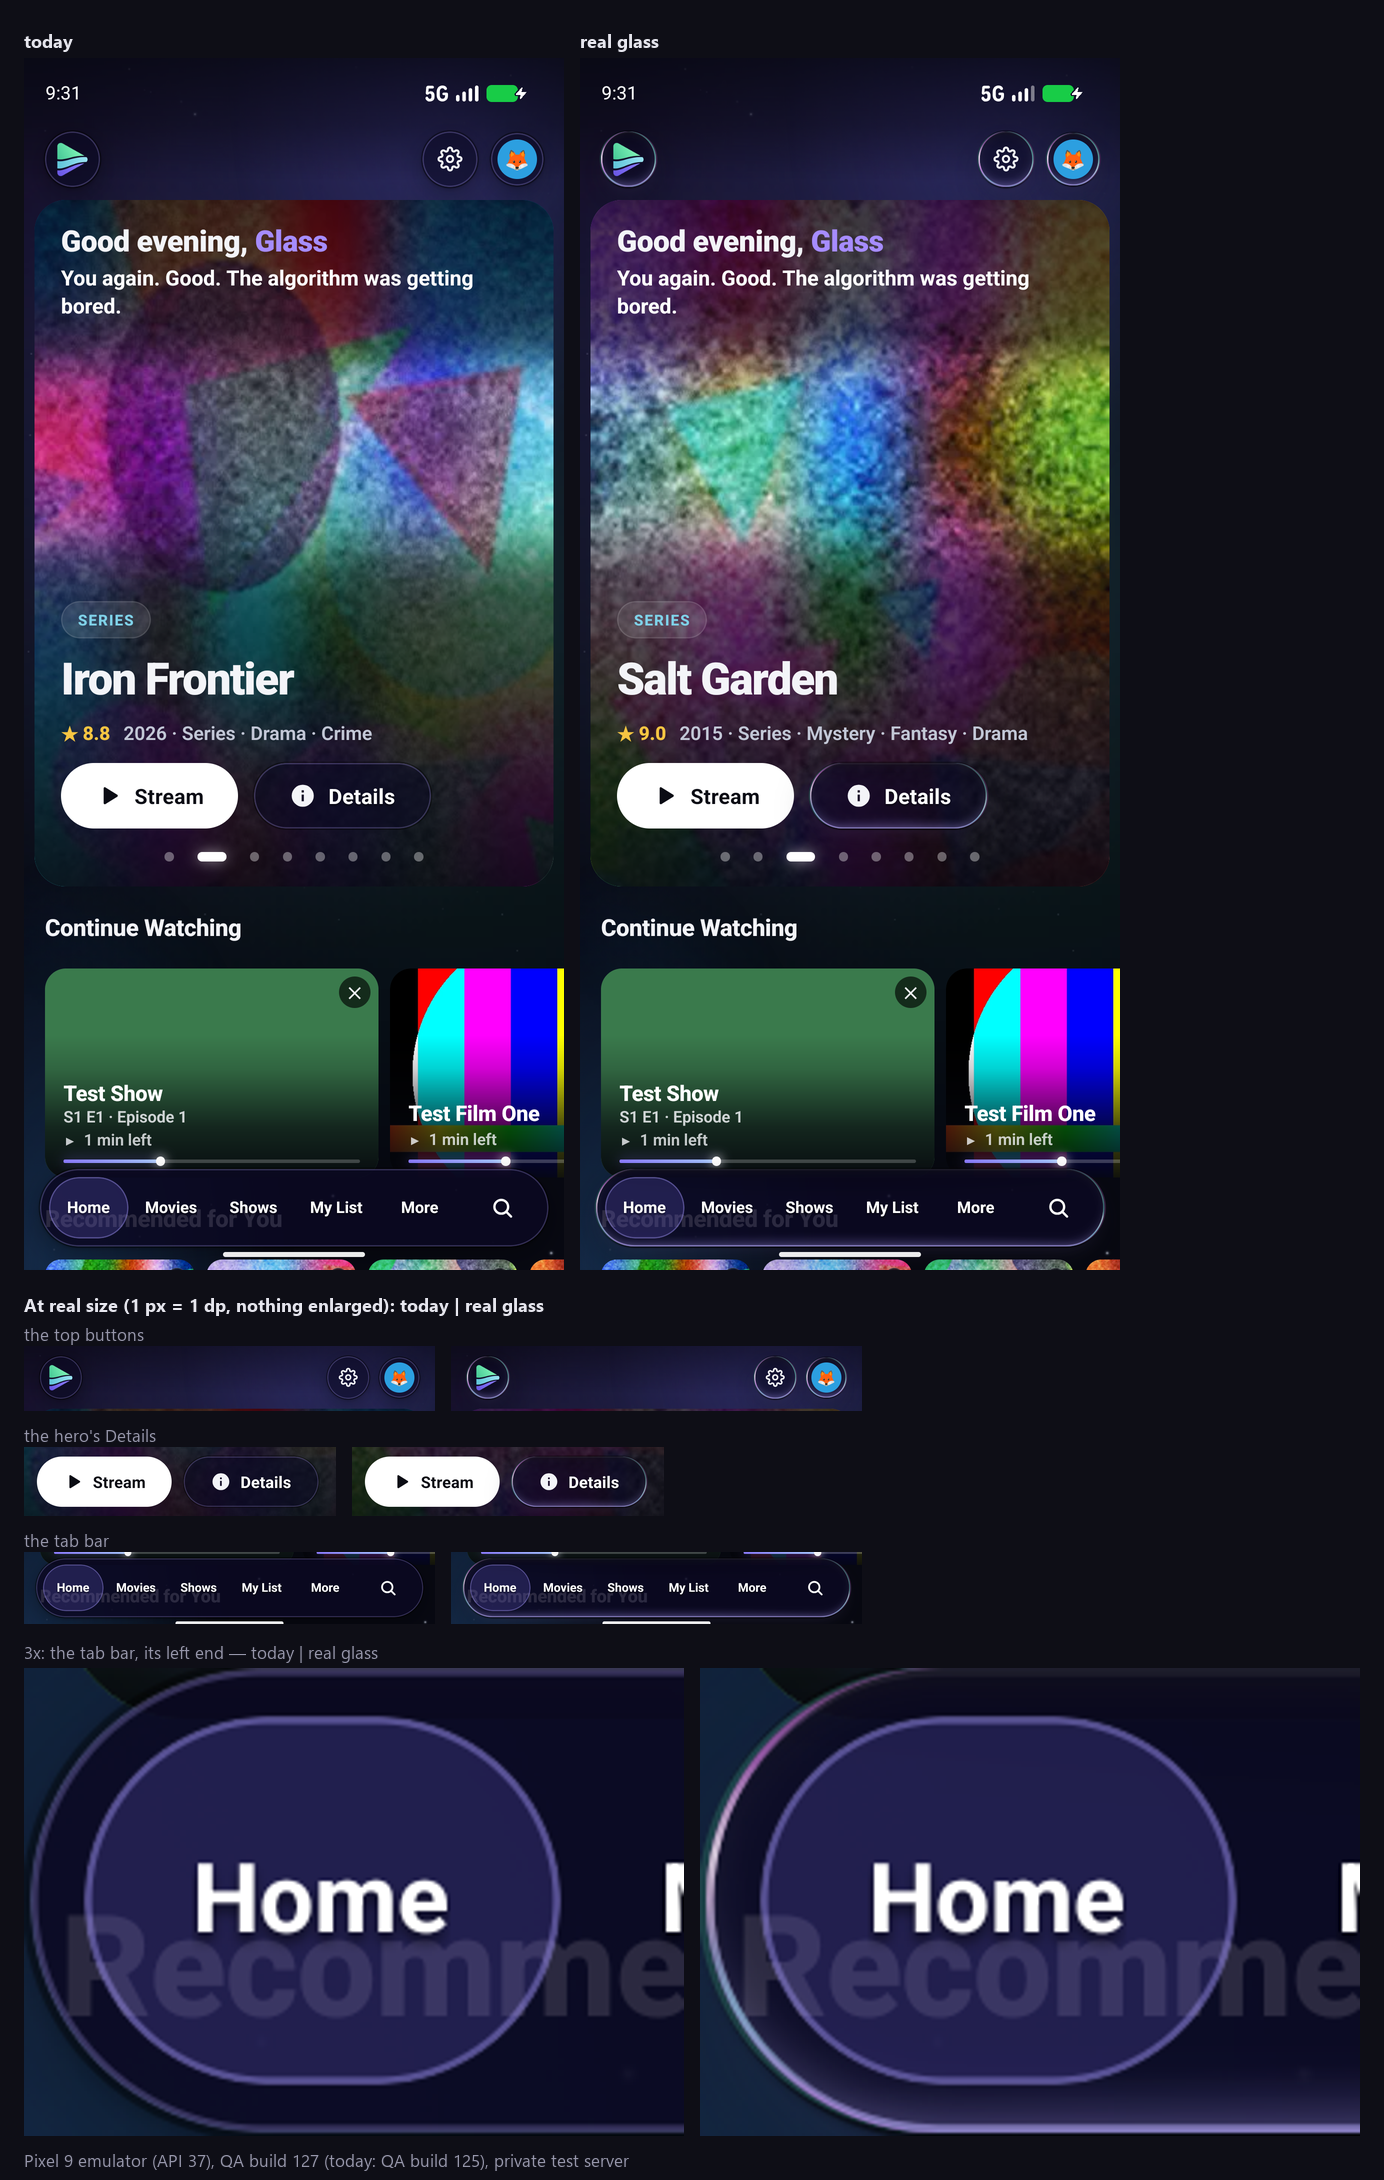 today
real glass
9:31
5G
9:31
5G
Good evening, Glass
You again. Good. The algorithm was getting
bored.
Good evening, Glass
You again. Good. The algorithm was getting
bored.
SERIES
SERIES
Iron Frontier
Salt Garden
★ 8.8 2026 · Series · Drama · Crime
★ 9.0 2015 · Series · Mystery · Fantasy · Drama
Stream
Details
Stream
Details
Continue Watching
Continue Watching
Test Show
S1 E1 · Episode 1
1 min left
Test Film One
1 min left
Test Show
S1 E1 · Episode 1
1 min left
Test Film One
1 min left
Home Movies Shows My List More
Recommended for You
Home Movies Shows My List More
Recommended for You
At real size (1 px = 1 dp, nothing enlarged): today | real glass
the top buttons
the hero's Details
Stream
Details
Stream
Details
the tab bar
Home Movies Shows My List More
Recommended for You
Home Movies Shows My List More
Recommended for You
3x: the tab bar, its left end — today | real glass
Home
Recomme
Home
Recomme
Pixel 9 emulator (API 37), QA build 127 (today: QA build 125), private test server